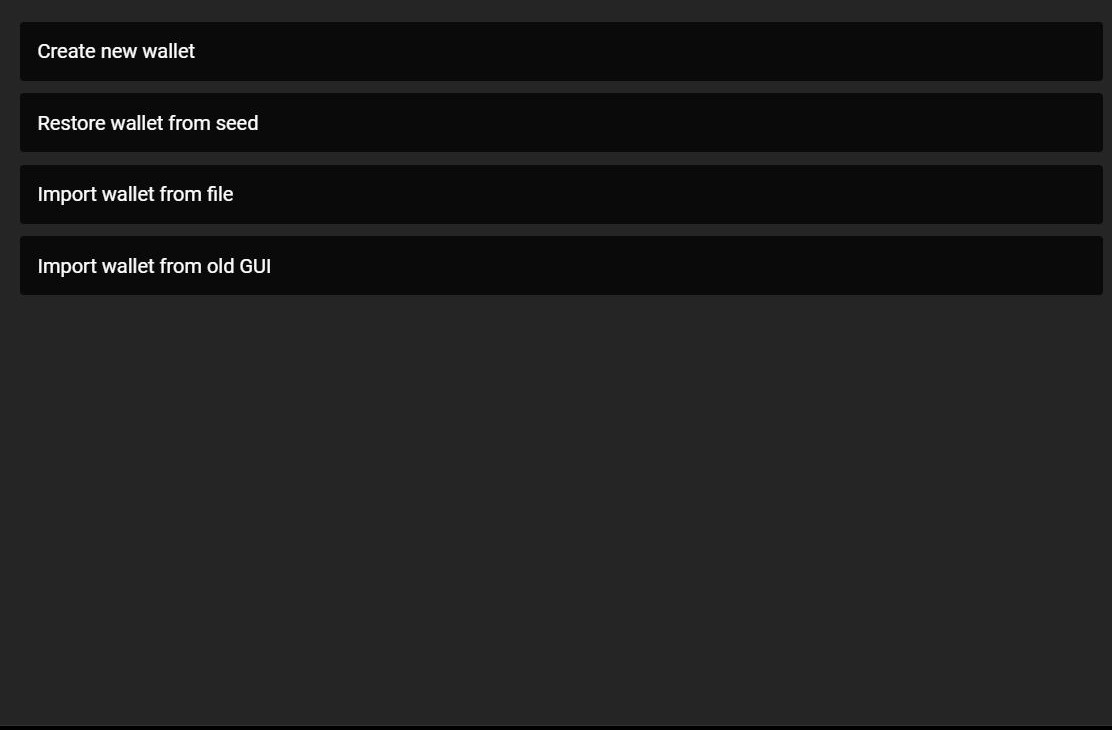 Create new wallet
Restore wallet from seed
Import wallet from file
Import wallet from old GUI